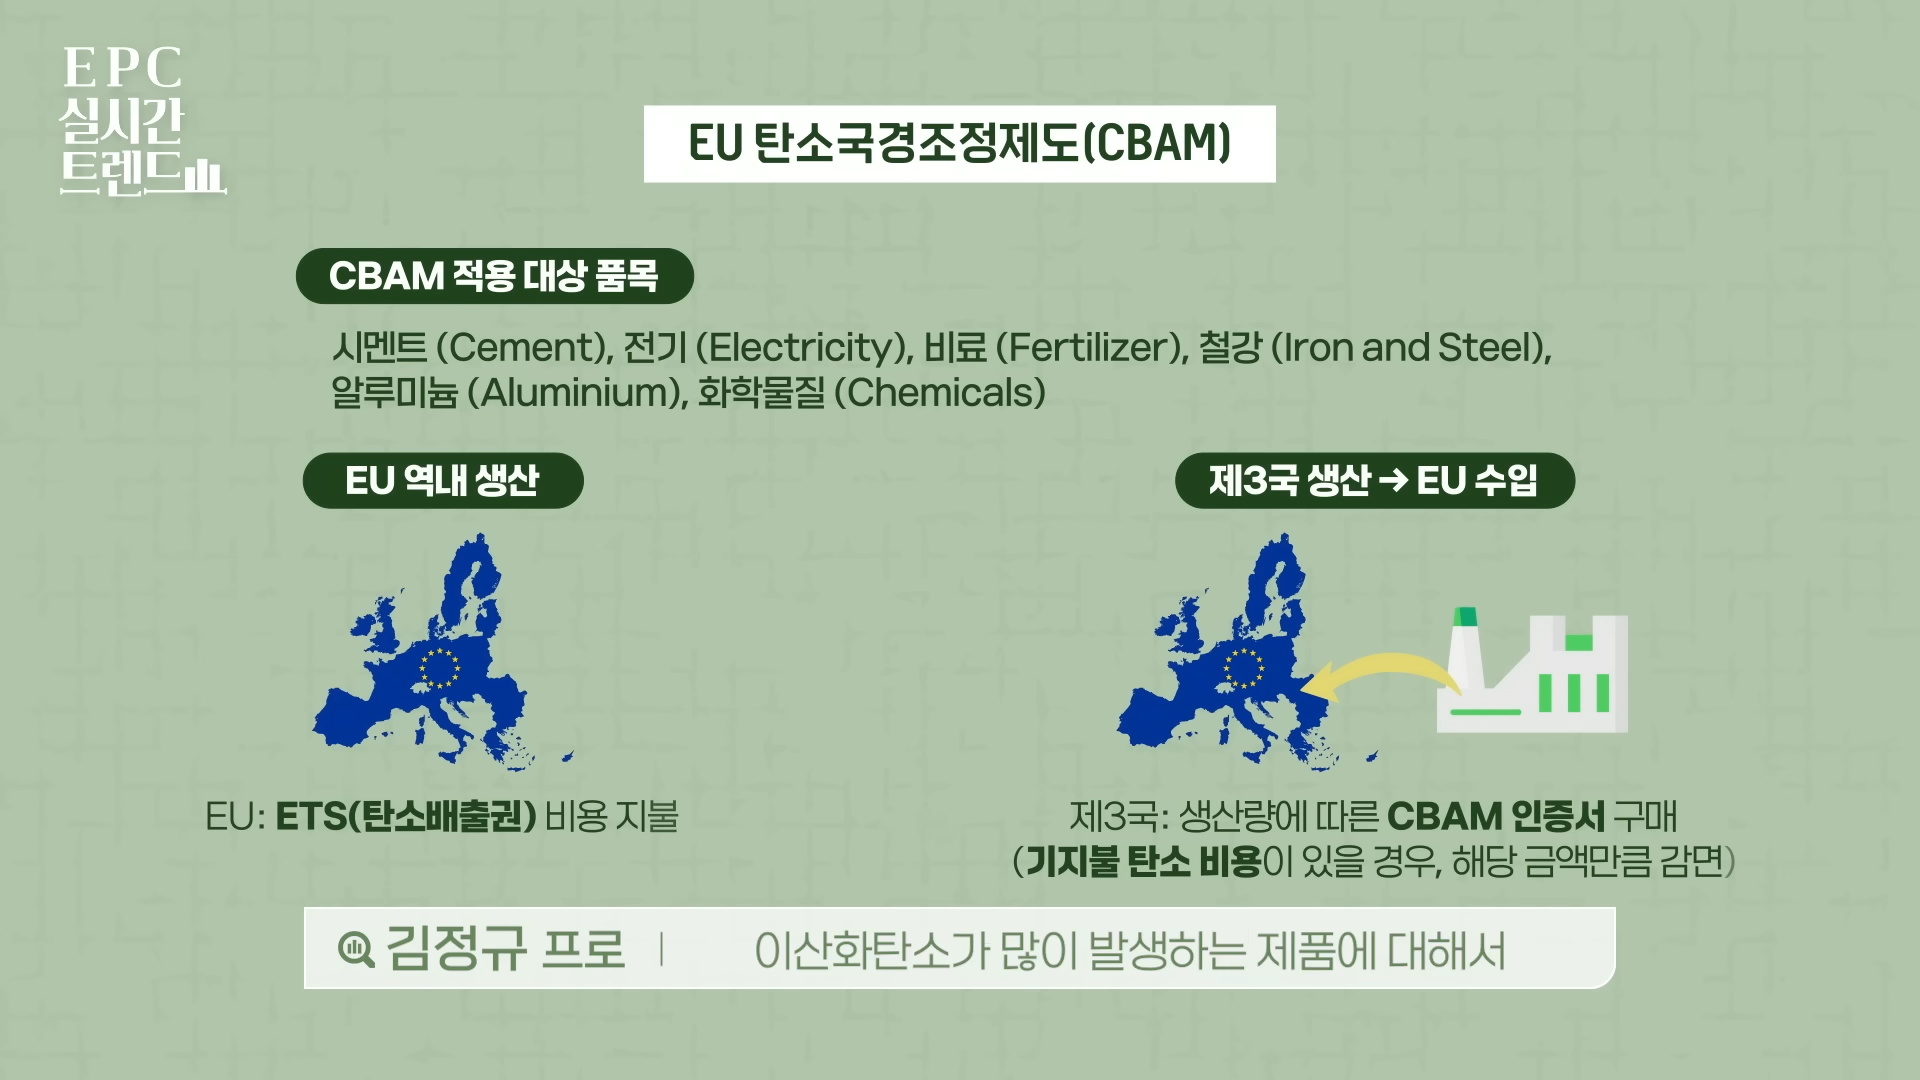 EPC
실시간
트렌드
EU 탄소국경조정제도(CBAM)
CBAM 적용 대상 품목
시멘트 (Cement), 전기 (Electricity), 비료 (Fertilizer), 철강 (Iron and Steel),
알루미늄 (Aluminium), 화학물질 (Chemicals)
EU 역내 생산
제3국 생산 → EU 수입
EU: ETS(탄소배출권) 비용 지불
제3국: 생산량에 따른 CBAM 인증서 구매
(기지불 탄소 비용이 있을 경우, 해당 금액만큼 감면)
김정규 프로 | 이산화탄소가 많이 발생하는 제품에 대해서